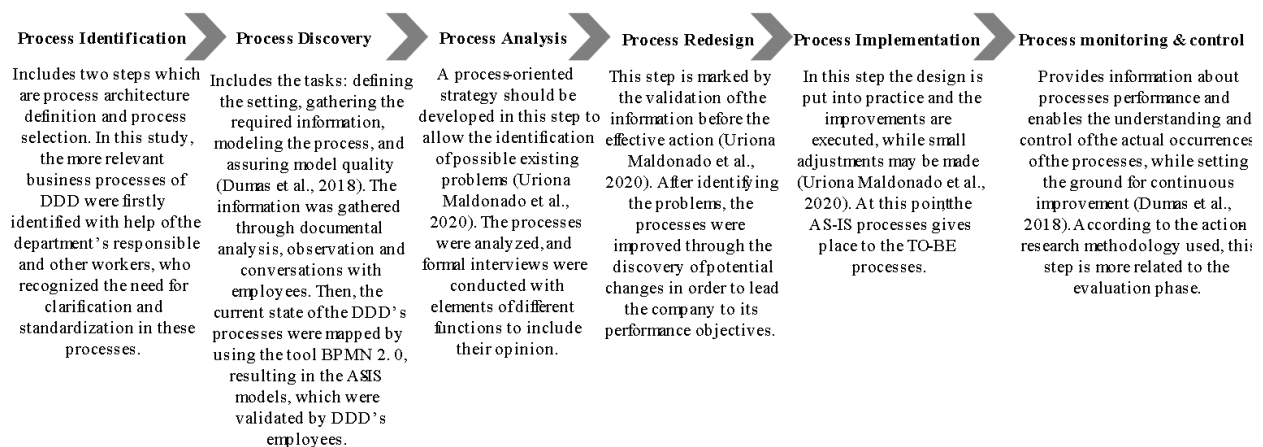 Process Identification
Includes two steps which
are process architecture
definition and process
selection. In this study,
the more relevant
business processes of
DDD were firstly
identified with help of the
department's responsible
and other workers, who
recognized the need for
clarification and
standardization in these
processes.
Process Discovery
Includes the tasks: defining
the setting, gathering the
required information,
modeling the process, and
assuring model quality
(Dumas et al., 2018). The
information was gathered
through documental
analysis, observation and
conversations with
employees. Then, the
current state of the DDD's
processes were mapped by
using the tool BPMN 2. 0,
resulting in the AS-IS
models, which were
validated by DDD's
employees.
Process Analysis
A process-oriented
strategy should be
developed in this step to
allow the identification
of possible existing
problems (Uriona
Maldonado et al.,
2020). The processes
were analyzed, and
formal interviews were
conducted with
elements of different
functions to include
their opinion.
Process Redesign
This step is marked by
the validation of the
information before the
effective action (Uriona
Maldonado et al.,
2020). After identifying
the problems, the
processes were
improved through the
discovery of potential
changes in order to lead
the company to its
performance objectives.
Process Implementation
In this step the design is
put into practice and the
improvements are
executed, while small
adjustments may be made
(Uriona Maldonado et al.,
2020). At this point the
AS-IS processes gives
place to the TO-BE
processes.
Process monitoring & control
Provides information about
processes performance and
enables the understanding and
control of the actual occurrences
of the processes, while setting
the ground for continuous
improvement (Dumas et al.,
2018). According to the action
research methodology used, this
step is more related to the
evaluation phase.